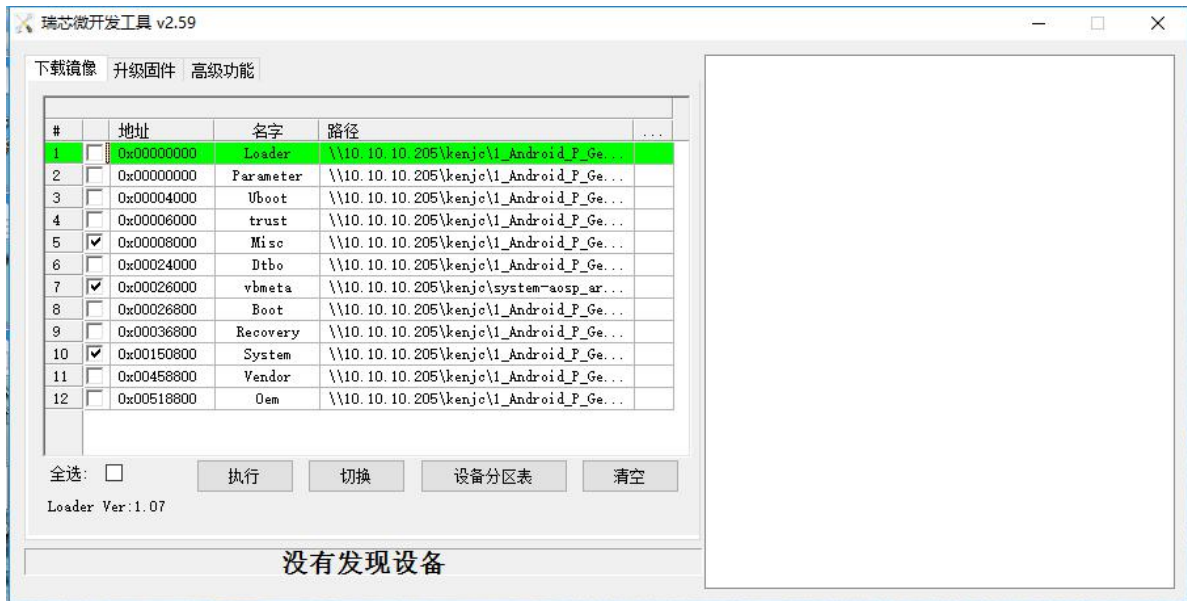 瑞芯微开发工具 v2.59
下载镜像 升级固件 高级功能
# 地址 名字 路径 ...
1 0x00000000 Loader \\10.10.10.205\kenjc\1_Android_P_Ge...
2 0x00000000 Parameter \\10.10.10.205\kenjc\1_Android_P_Ge...
3 0x00004000 Uboot \\10.10.10.205\kenjc\1_Android_P_Ge...
4 0x00006000 trust \\10.10.10.205\kenjc\1_Android_P_Ge...
5 0x00008000 Misc \\10.10.10.205\kenjc\1_Android_P_Ge...
6 0x00024000 Dtbo \\10.10.10.205\kenjc\1_Android_P_Ge...
7 0x00026000 vbmeta \\10.10.10.205\kenjc\system-aosp_ar...
8 0x00026800 Boot \\10.10.10.205\kenjc\1_Android_P_Ge...
9 0x00036800 Recovery \\10.10.10.205\kenjc\1_Android_P_Ge...
10 0x00150800 System \\10.10.10.205\kenjc\1_Android_P_Ge...
11 0x00458800 Vendor \\10.10.10.205\kenjc\1_Android_P_Ge...
12 0x00518800 Oem \\10.10.10.205\kenjc\1_Android_P_Ge...
全选: 执行 切换 设备分区表 清空
Loader Ver:1.07
没有发现设备